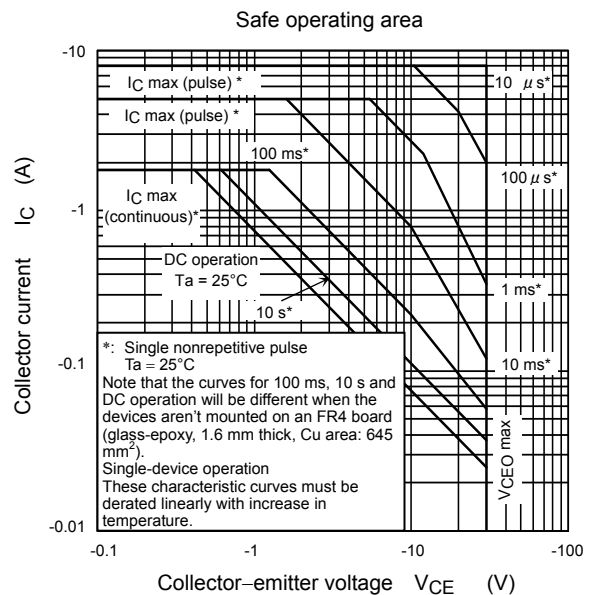 Safe operating area
-10
IC max (pulse) *
10 μs*
IC max (pulse) *
100 ms*
100 μs*
-1
IC max
(continuous)*
DC operation
Ta = 25°C
1 ms*
10 s*
*: Single nonrepetitive pulse
Ta = 25°C
Note that the curves for 100 ms, 10 s and
DC operation will be different when the
devices aren't mounted on an FR4 board
(glass-epoxy, 1.6 mm thick, Cu area: 645
mm²).
Single-device operation
These characteristic curves must be
derated linearly with increase in
temperature.
10 ms*
-0.1
VCEO max
-0.01
-0.1
-1
-10
-100
Collector current IC (A)
Collector–emitter voltage VCE (V)